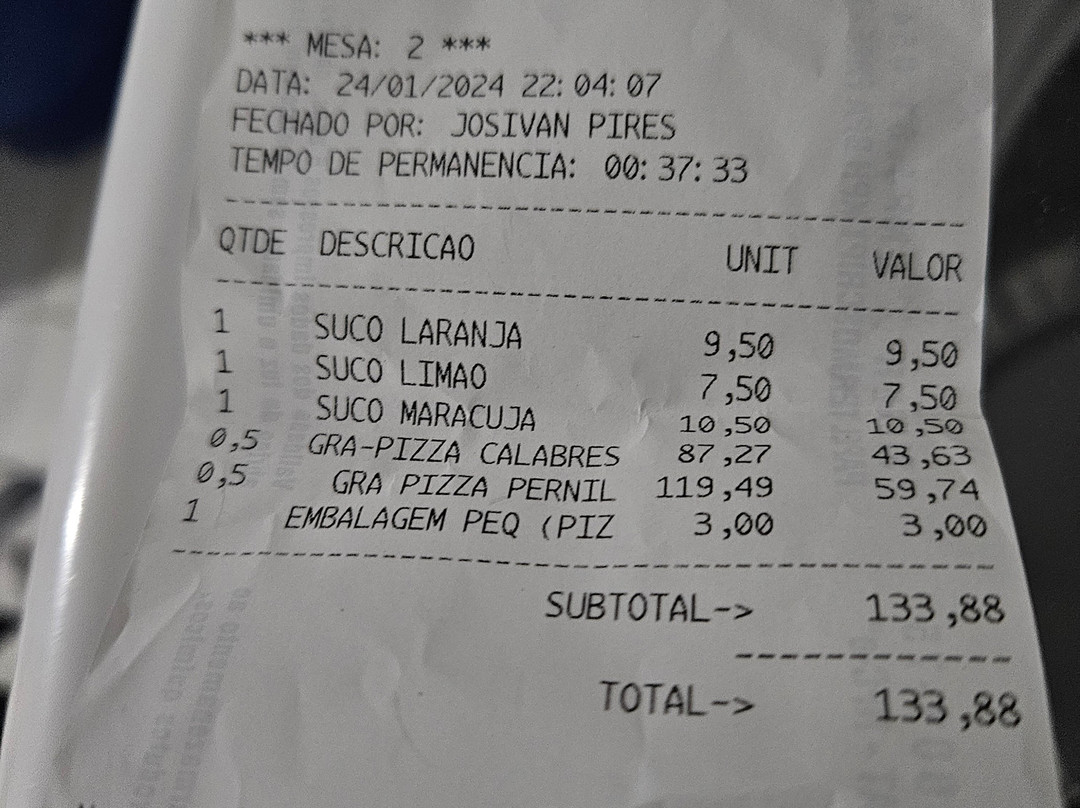 *** MESA: 2 ***
DATA: 24/01/2024 22:04:07
FECHADO POR: JOSIVAN PIRES
TEMPO DE PERMANENCIA: 00:37:33
QTDE DESCRICAO UNIT VALOR
1 SUCO LARANJA 9,50 9,50
1 SUCO LIMAO 7,50 7,50
1 SUCO MARACUJA 10,50 10,50
0,5 GRA-PIZZA CALABRES 87,27 43,63
0,5 GRA PIZZA PERNIL 119,49 59,74
1 EMBALAGEM PEQ (PIZ 3,00 3,00
SUBTOTAL-> 133,88
TOTAL-> 133,88